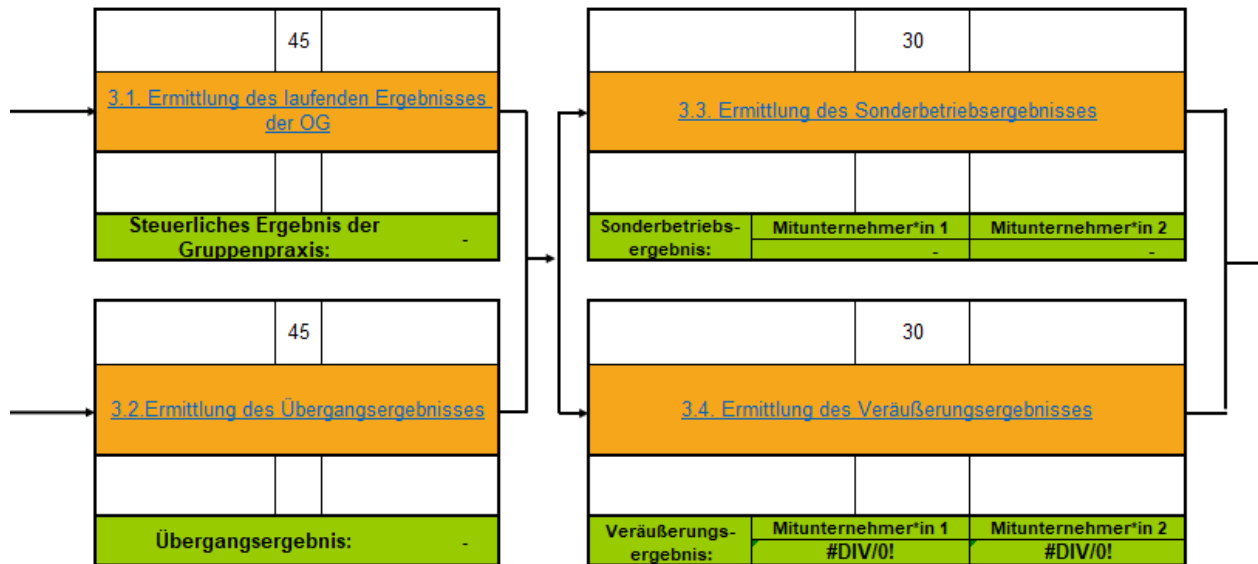 45
3.1. Ermittlung des laufenden Ergebnisses
der OG
Steuerliches Ergebnis der
Gruppenpraxis:
-
45
3.2.Ermittlung des Übergangsergebnisses
Übergangsergebnis:
-
30
3.3. Ermittlung des Sonderbetriebsergebnisses
Sonderbetriebs-
ergebnis:
Mitunternehmer*in 1
Mitunternehmer*in 2
-
-
30
3.4. Ermittlung des Veräußerungsergebnisses
Veräußerungs-
ergebnis:
Mitunternehmer*in 1
Mitunternehmer*in 2
#DIV/0!
#DIV/0!